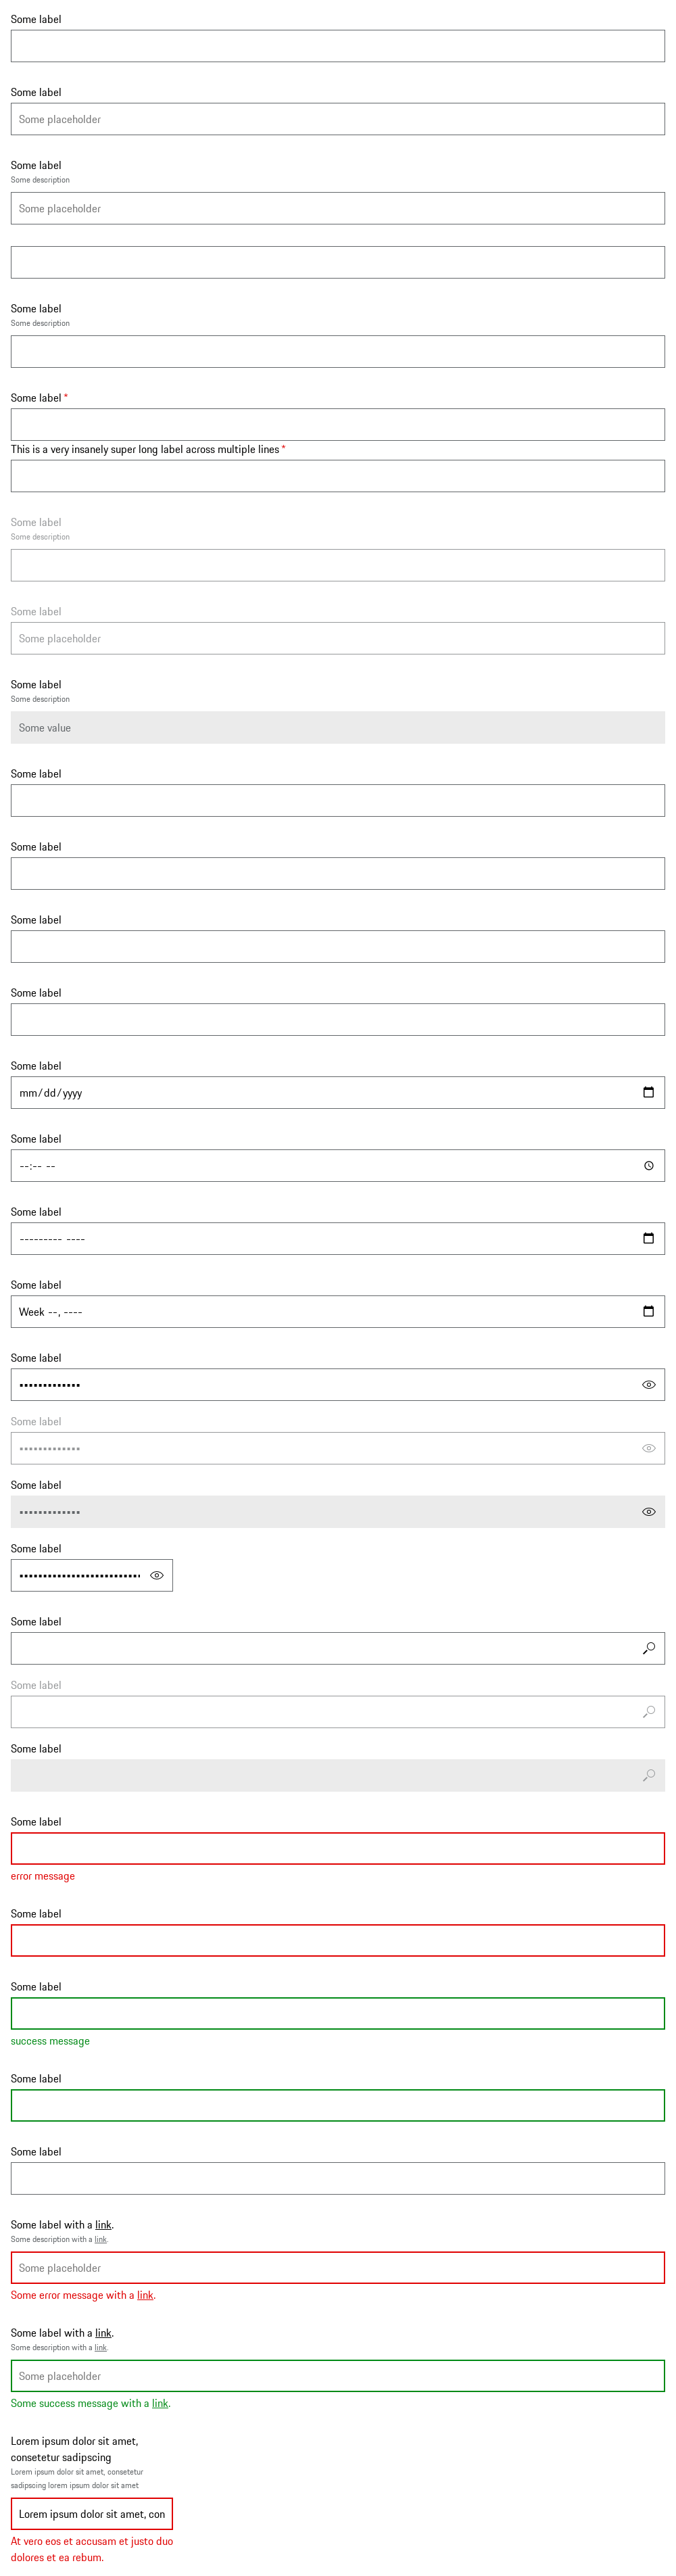 Some label
Some label
Some placeholder
Some label
Some description
Some placeholder
Some label
Some description
Some label *
This is a very insanely super long label across multiple lines *
Some label
Some description
Some label
Some placeholder
Some label
Some description
Some value
Some label
Some label
Some label
Some label
Some label
mm/dd/yyyy
Some label
--:-- --
Some label
--------- ----
Some label
Week --, ----
Some label
Some label
Some label
Some label
Some label
Some label
Some label
Some label
error message
Some label
Some label
success message
Some label
Some label
Some label with a link.
Some description with a link.
Some placeholder
Some error message with a link.
Some label with a link.
Some description with a link.
Some placeholder
Some success message with a link.
Lorem ipsum dolor sit amet,
consetetur sadipscing
Lorem ipsum dolor sit amet, consetetur
sadipscing lorem ipsum dolor sit amet
Lorem ipsum dolor sit amet, con
At vero eos et accusam et justo duo
dolores et ea rebum.